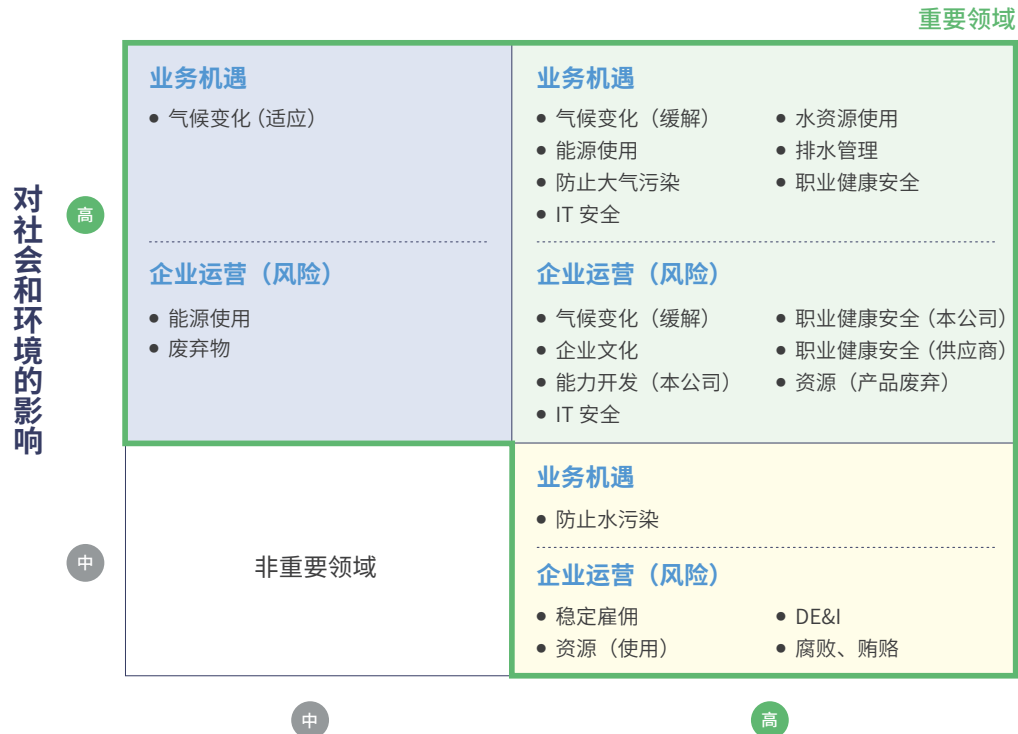 重要领域
对社会和环境的影响
高
业务机遇
• 气候变化（适应）
企业运营（风险）
• 能源使用
• 废弃物
业务机遇
• 气候变化（缓解）
• 能源使用
• 防止大气污染
• IT 安全
• 水资源使用
• 排水管理
• 职业健康安全
企业运营（风险）
• 气候变化（缓解）
• 企业文化
• 能力开发（本公司）
• IT 安全
• 职业健康安全（本公司）
• 职业健康安全（供应商）
• 资源（产品废弃）
中
非重要领域
业务机遇
• 防止水污染
企业运营（风险）
• 稳定雇佣
• 资源（使用）
• DE&I
• 腐败、贿赂
中
高